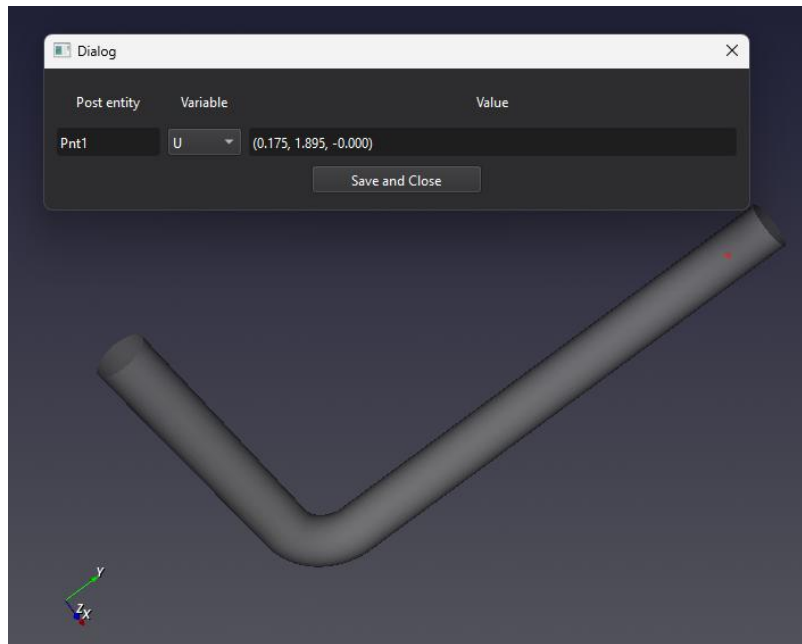 Dialog
Post entity Variable Value
Pnt1 U (0.175, 1.895, -0.000)
Save and Close
Y
Z
X